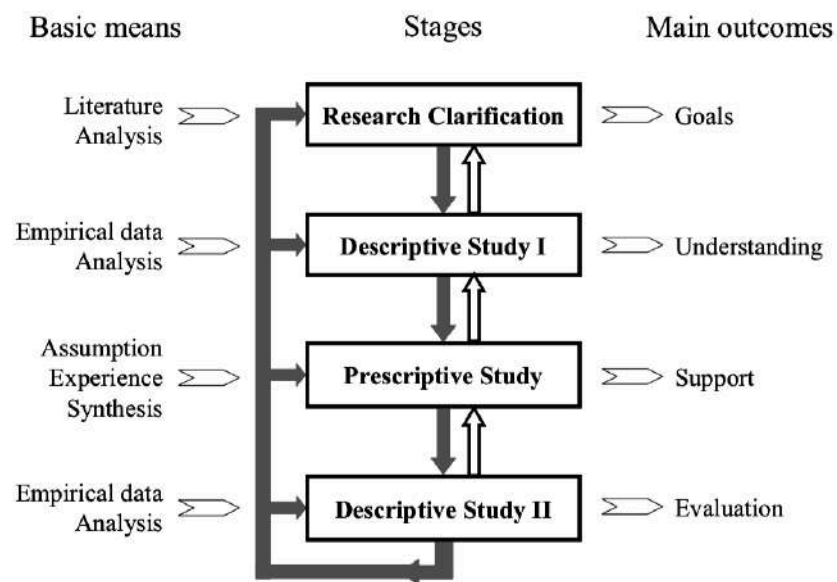 Basic means
Stages
Main outcomes
Literature
Analysis
Research Clarification
Goals
Empirical data
Analysis
Descriptive Study I
Understanding
Assumption
Experience
Synthesis
Prescriptive Study
Support
Empirical data
Analysis
Descriptive Study II
Evaluation